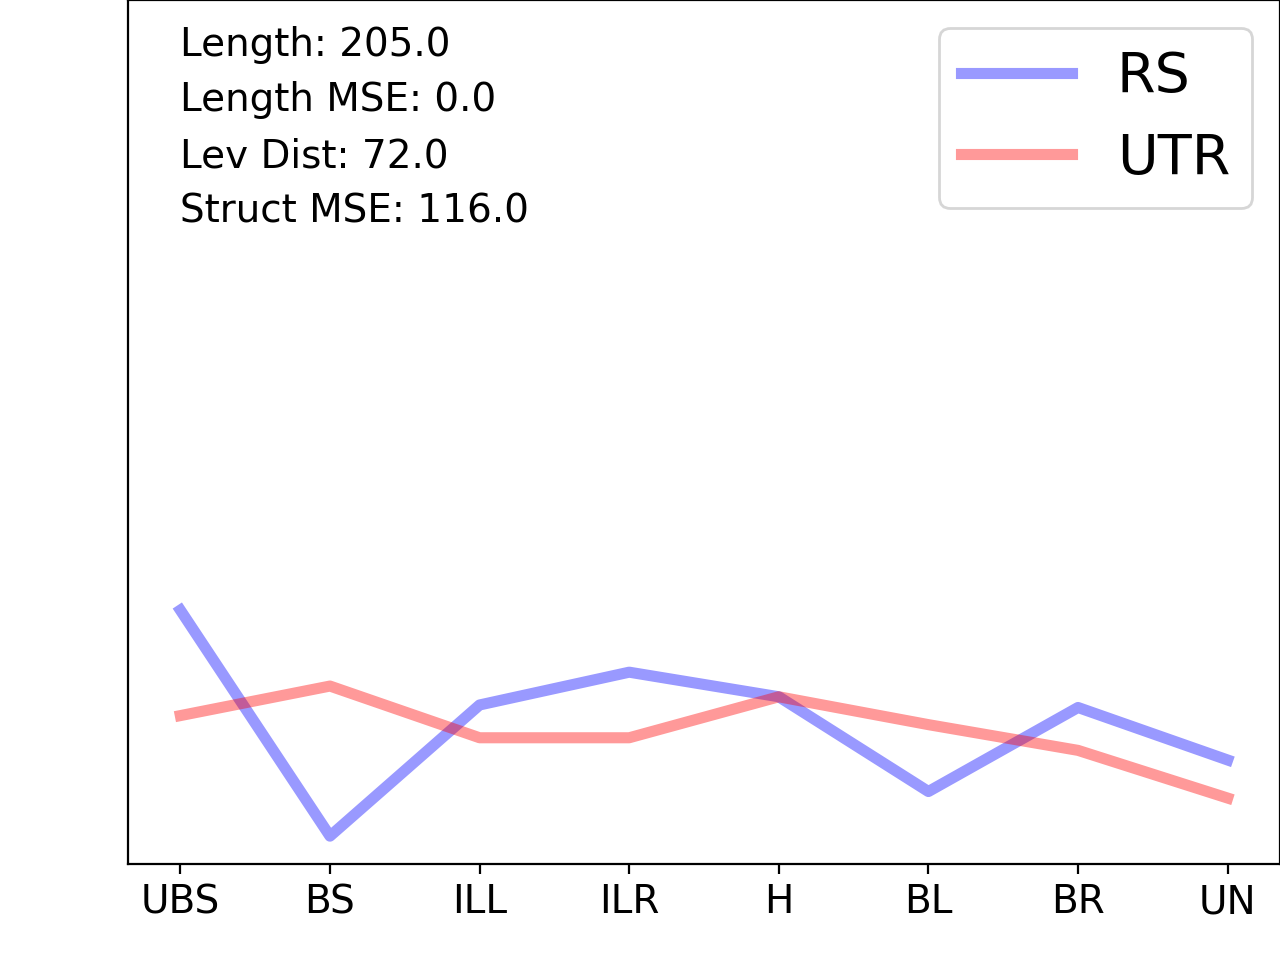 Length: 205.0
Length MSE: 0.0
Lev Dist: 72.0
Struct MSE: 116.0
RS
UTR
UBS BS ILL ILR H BL BR UN